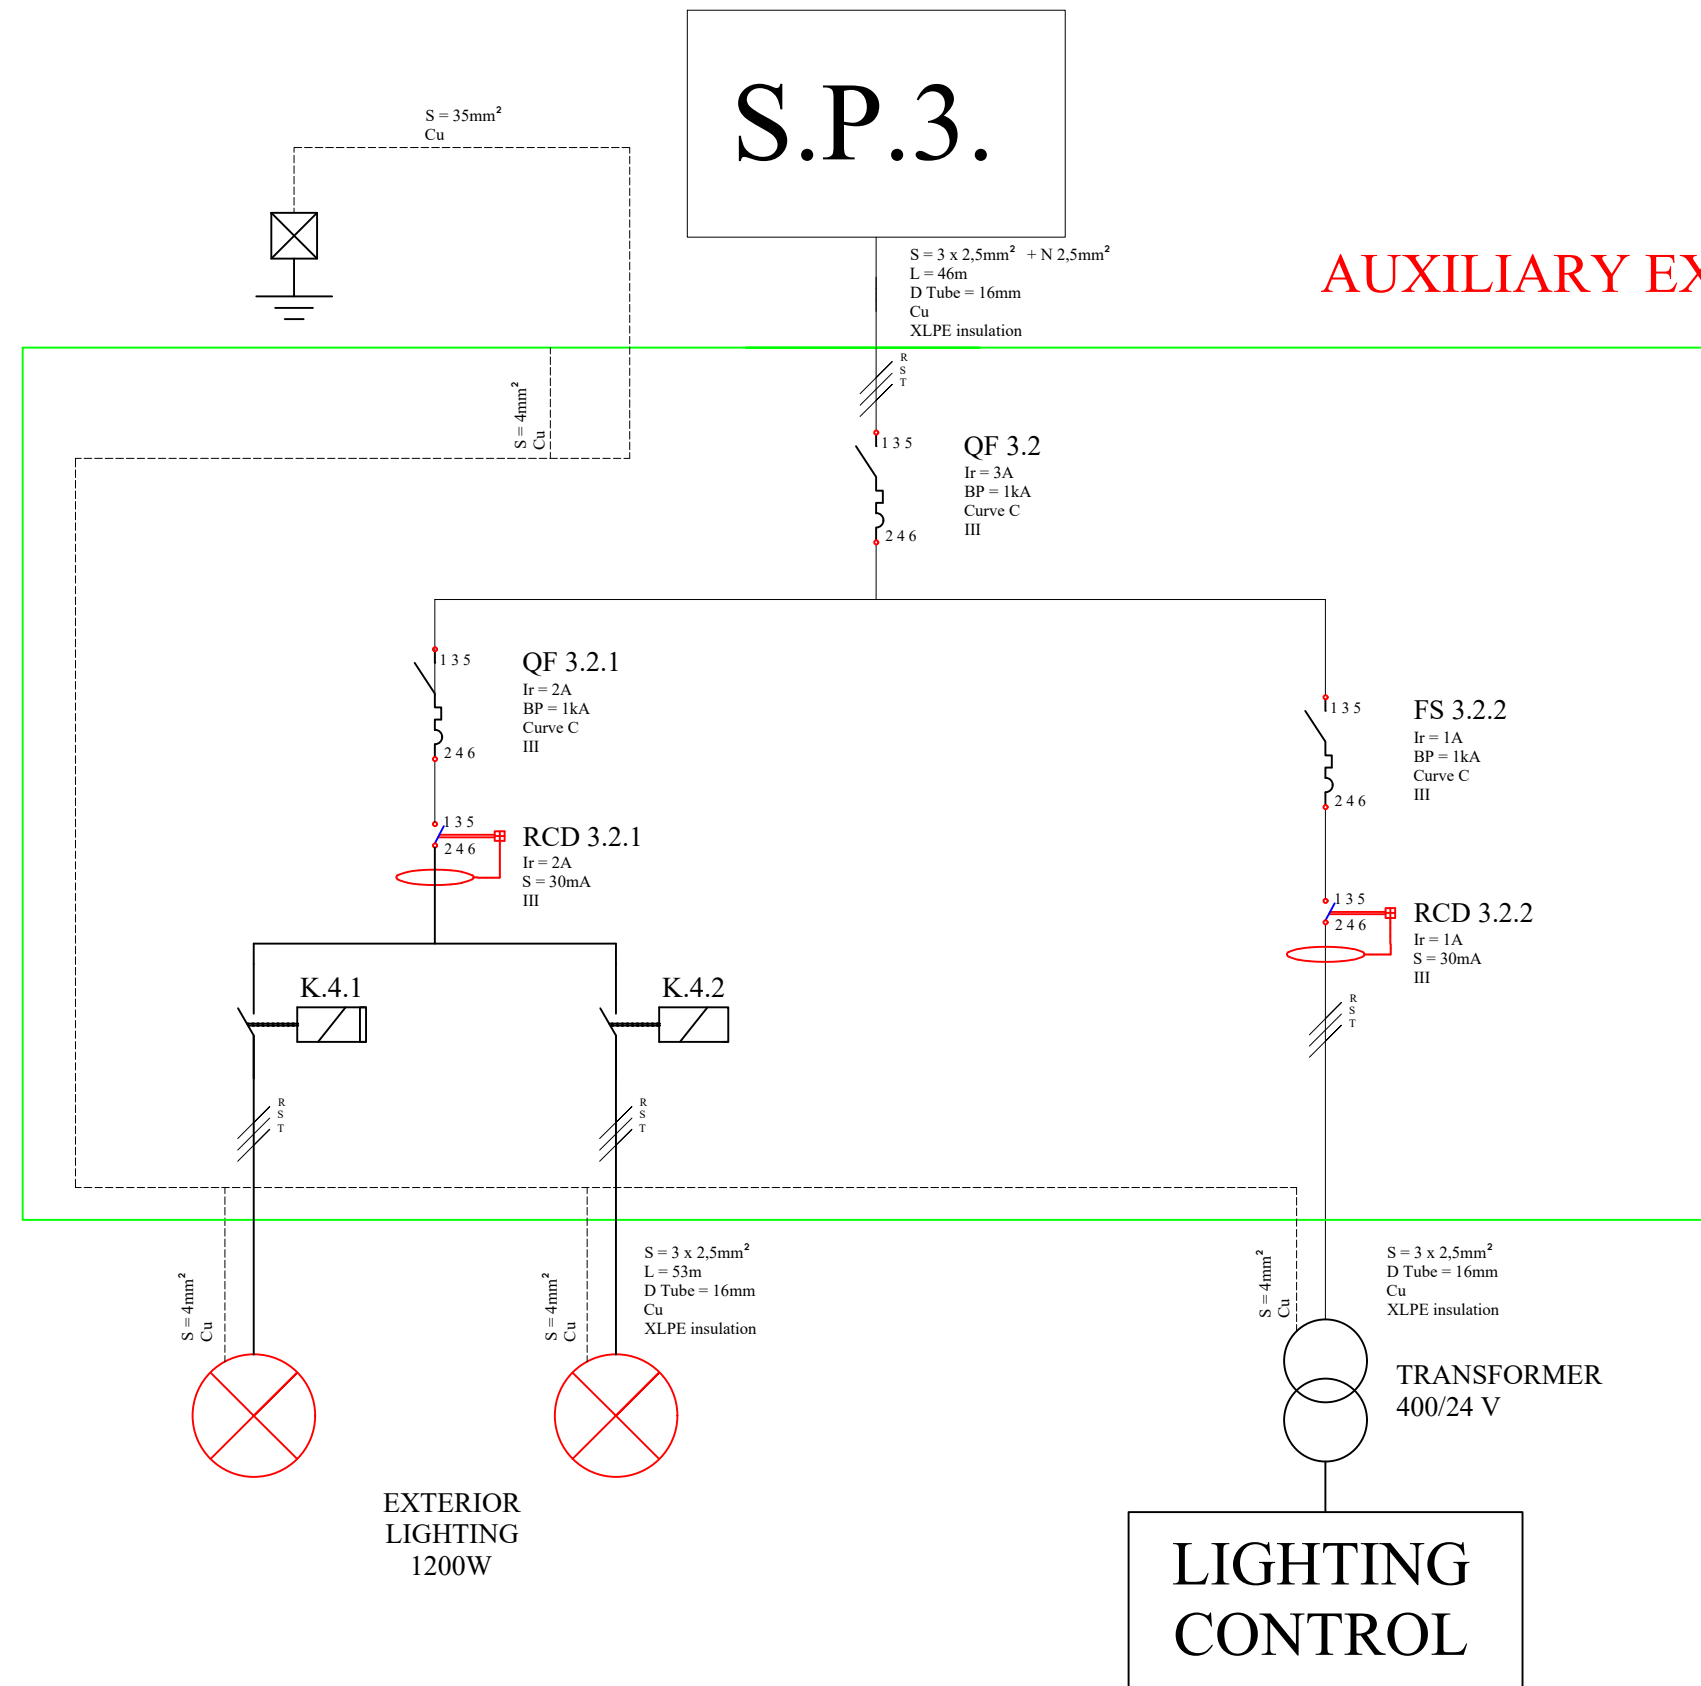 S.P.3.
S = 35mm²
Cu
S = 3 x 2,5mm² + N 2,5mm²
L = 46m
D Tube = 16mm
Cu
XLPE insulation
AUXILIARY EX
R
S
T
S = 4mm²
Cu
1 3 5
2 4 6
QF 3.2
Ir = 3A
BP = 1kA
Curve C
III
1 3 5
2 4 6
QF 3.2.1
Ir = 2A
BP = 1kA
Curve C
III
1 3 5
2 4 6
FS 3.2.2
Ir = 1A
BP = 1kA
Curve C
III
1 3 5
2 4 6
RCD 3.2.1
Ir = 2A
S = 30mA
III
1 3 5
2 4 6
RCD 3.2.2
Ir = 1A
S = 30mA
III
K.4.1
K.4.2
R
S
T
R
S
T
R
S
T
S = 4mm²
Cu
S = 4mm²
Cu
S = 3 x 2,5mm²
L = 53m
D Tube = 16mm
Cu
XLPE insulation
S = 4mm²
Cu
S = 3 x 2,5mm²
D Tube = 16mm
Cu
XLPE insulation
TRANSFORMER
400/24 V
EXTERIOR
LIGHTING
1200W
LIGHTING
CONTROL